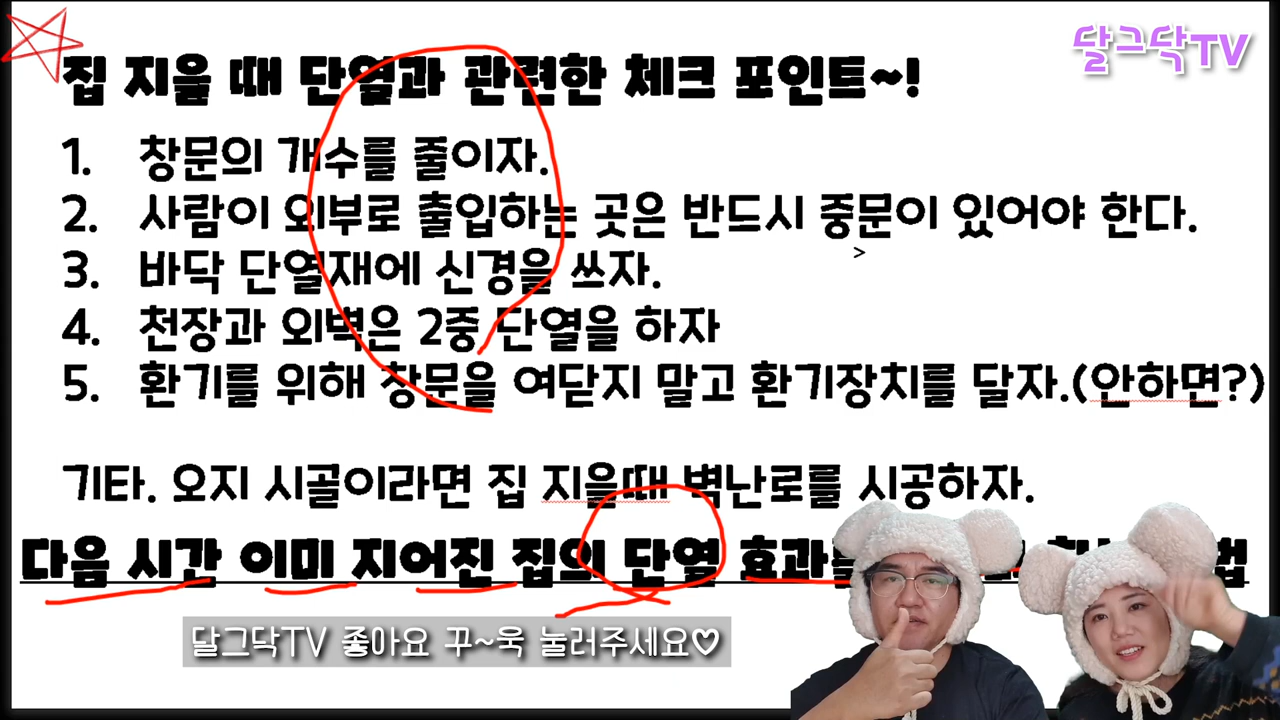 달그닥TV
집 지을 때 단열과 관련한 체크 포인트~!
1. 창문의 개수를 줄이자.
2. 사람이 외부로 출입하는 곳은 반드시 중문이 있어야 한다.
3. 바닥 단열재에 신경을 쓰자.
4. 천장과 외벽은 2중 단열을 하자
5. 환기를 위해 창문을 여닫지 말고 환기장치를 달자.(안하면?)
기타. 오지 시골이라면 집 지을때 벽난로를 시공하자.
다음 시간 이미 지어진 집의 단열 효과를 법
달그닥TV 좋아요 꾸~욱 눌러주세요♡